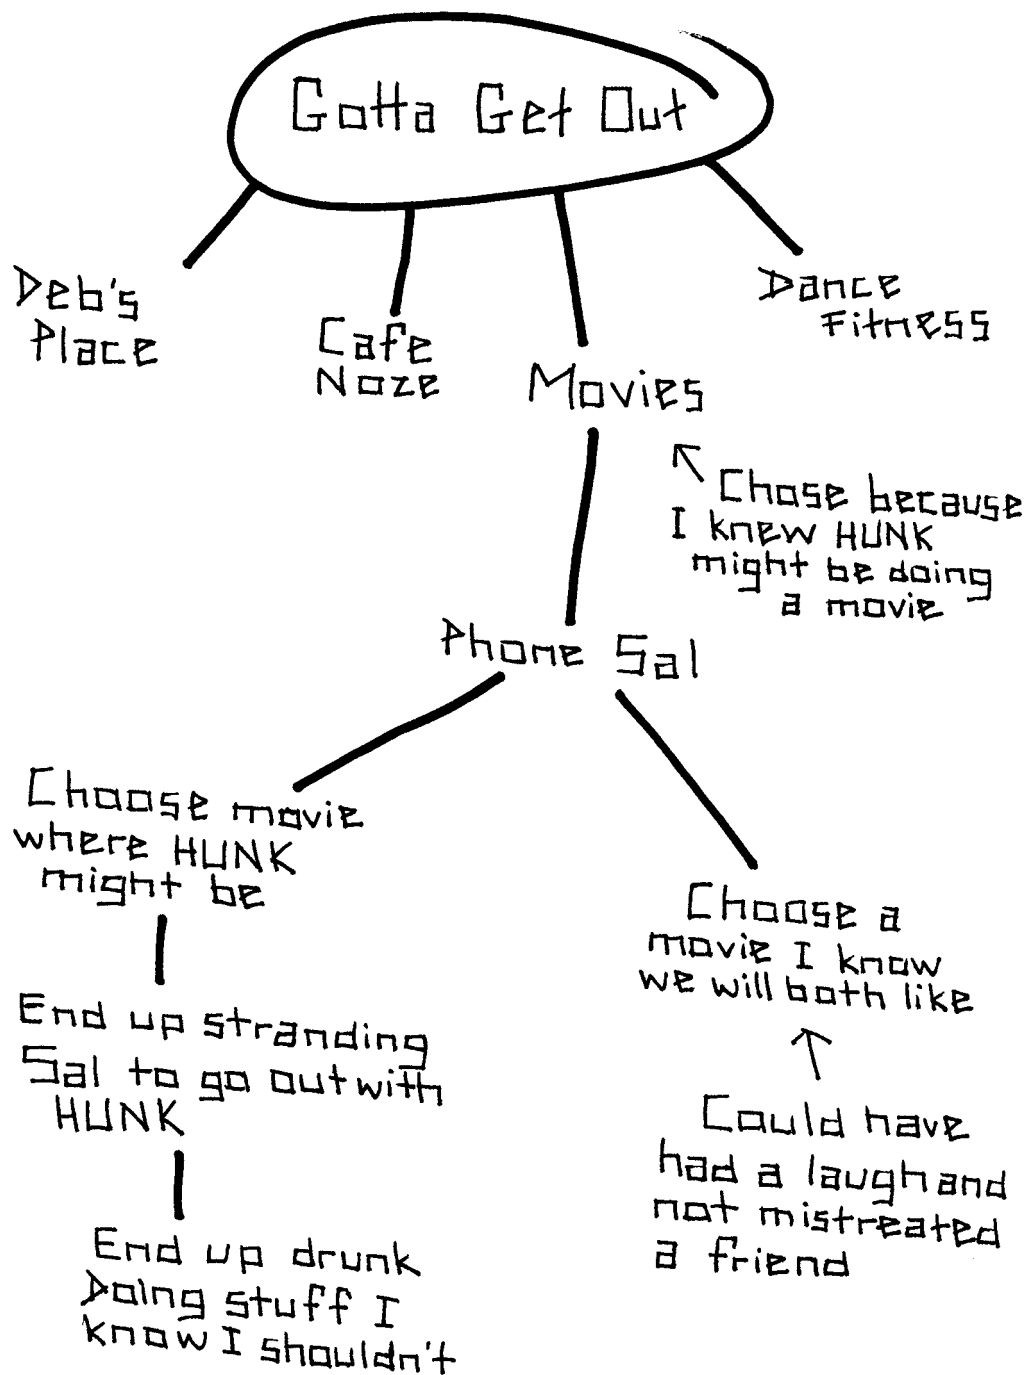 Gotta Get Out
Deb's
Place
Cafe
Noze
Movies
Dance
Fitness
Chose because
I knew HUNK
might be doing
a movie
Phone Sal
Choose movie
where HUNK
might be
End up stranding
Sal to go out with
HUNK
End up drunk
Doing stuff I
know I shouldn't
Choose a
movie I know
we will both like
Could have
had a laugh and
not mistreated
a friend